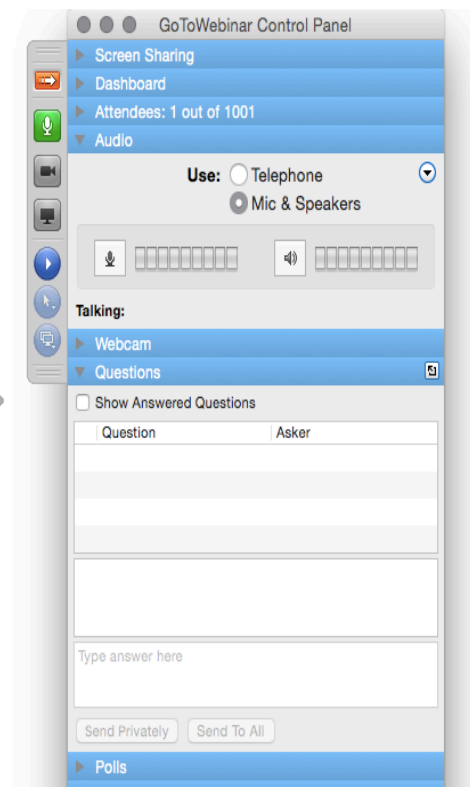 GoToWebinar Control Panel
Screen Sharing
Dashboard
Attendees: 1 out of 1001
Audio
Use: Telephone
Mic & Speakers
Talking:
Webcam
Questions
Show Answered Questions
Question Asker
Type answer here
Send Privately Send To All
Polls